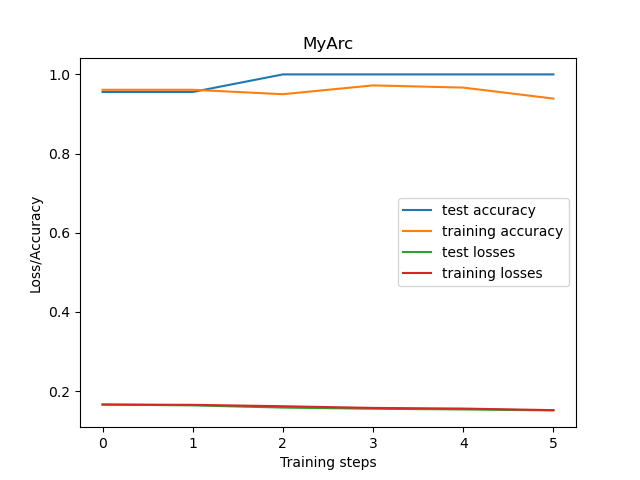 MyArc
1.0
0.8
0.6
0.4
0.2
Loss/Accuracy
test accuracy
training accuracy
test losses
training losses
0 1 2 3 4 5
Training steps